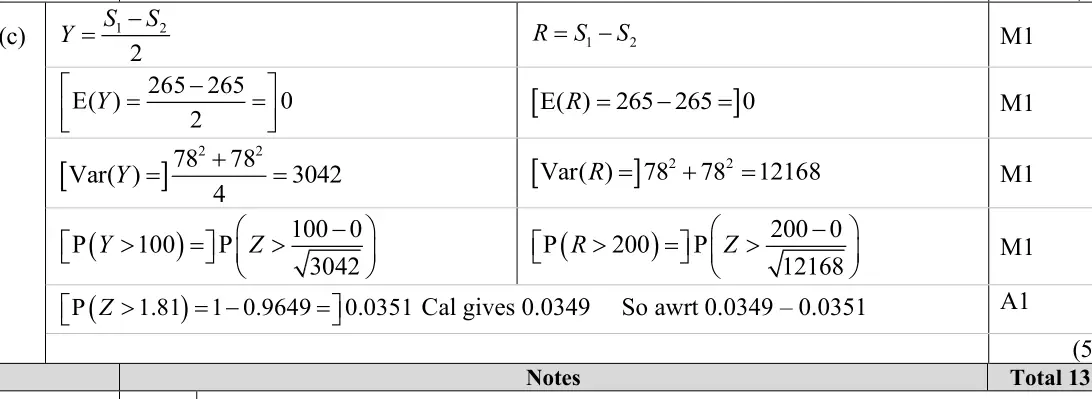 (c) Y = (S₁ − S₂)/2 R = S₁ − S₂ M1
[E(Y) = (265 − 265)/2 =] 0 [E(R) = 265 − 265 =] 0 M1
[Var(Y) =] (78² + 78²)/4 = 3042 [Var(R) =] 78² + 78² = 12168 M1
[P(Y > 100) =] P(Z > (100 − 0)/√3042) [P(R > 200) =] P(Z > (200 − 0)/√12168) M1
[P(Z > 1.81) = 1 − 0.9649 =] 0.0351 Cal gives 0.0349 So awrt 0.0349 – 0.0351 A1
(5
Notes Total 13